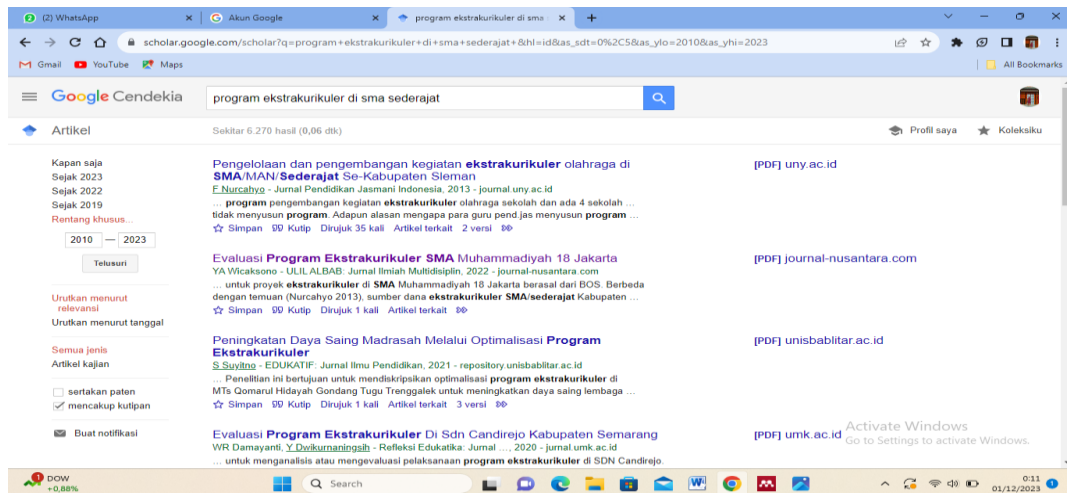 (2) WhatsApp
Akun Google
program ekstrakurikuler di sma
scholar.google.com/scholar?q=program+ekstrakurikuler+di+sma+sederajat+&hl=id&as_sdt=0%2C5&as_ylo=2010&as_yhi=2023
Gmail YouTube Maps
All Bookmarks
Google Cendekia
program ekstrakurikuler di sma sederajat
Artikel
Sekitar 6.270 hasil (0,06 dtk)
Profil saya
Koleksiku
Kapan saja
Sejak 2023
Sejak 2022
Sejak 2019
Rentang khusus...
2010 — 2023
Telusuri
Urutkan menurut
relevansi
Urutkan menurut tanggal
Semua jenis
Artikel kajian
sertakan paten
mencakup kutipan
Buat notifikasi
Pengelolaan dan pengembangan kegiatan ekstrakurikuler olahraga di
SMA/MAN/Sederajat Se-Kabupaten Sleman
F Nurcahyo - Jurnal Pendidikan Jasmani Indonesia, 2013 - journal.uny.ac.id
... program pengembangan kegiatan ekstrakurikuler olahraga sekolah dan ada 4 sekolah ...
tidak menyusun program. Adapun alasan mengapa para guru pend.jas menyusun program ...
Simpan Kutip Dirujuk 35 kali Artikel terkait 2 versi
[PDF] uny.ac.id
Evaluasi Program Ekstrakurikuler SMA Muhammadiyah 18 Jakarta
YA Wicaksono - ULIL ALBAB: Jurnal Ilmiah Multidisiplin, 2022 - journal-nusantara.com
... untuk proyek ekstrakurikuler di SMA Muhammadiyah 18 Jakarta berasal dari BOS. Berbeda
dengan temuan (Nurcahyo 2013), sumber dana ekstrakurikuler SMA/sederajat Kabupaten ...
Simpan Kutip Dirujuk 1 kali Artikel terkait
[PDF] journal-nusantara.com
Peningkatan Daya Saing Madrasah Melalui Optimalisasi Program
Ekstrakurikuler
S Suyitno - EDUKATIF: Jurnal Ilmu Pendidikan, 2021 - repository.unisbablitar.ac.id
... Penelitian ini bertujuan untuk mendiskripsikan optimalisasi program ekstrakurikuler di
MTs Qomarul Hidayah Gondang Tugu Trenggalek untuk meningkatkan daya saing lembaga ...
Simpan Kutip Dirujuk 1 kali Artikel terkait 3 versi
[PDF] unisbablitar.ac.id
Evaluasi Program Ekstrakurikuler Di Sdn Candirejo Kabupaten Semarang
WR Damayanti, Y Dwikurnaningsih - Refleksi Edukatika: Jurnal ..., 2020 - jurnal.umk.ac.id
... untuk menganalisis atau mengevaluasi pelaksanaan program ekstrakurikuler di SDN Candirejo.
[PDF] umk.ac.id
Activate Windows
Go to Settings to activate Windows.
DOW
+0,88%
Search
0:11
01/12/2023